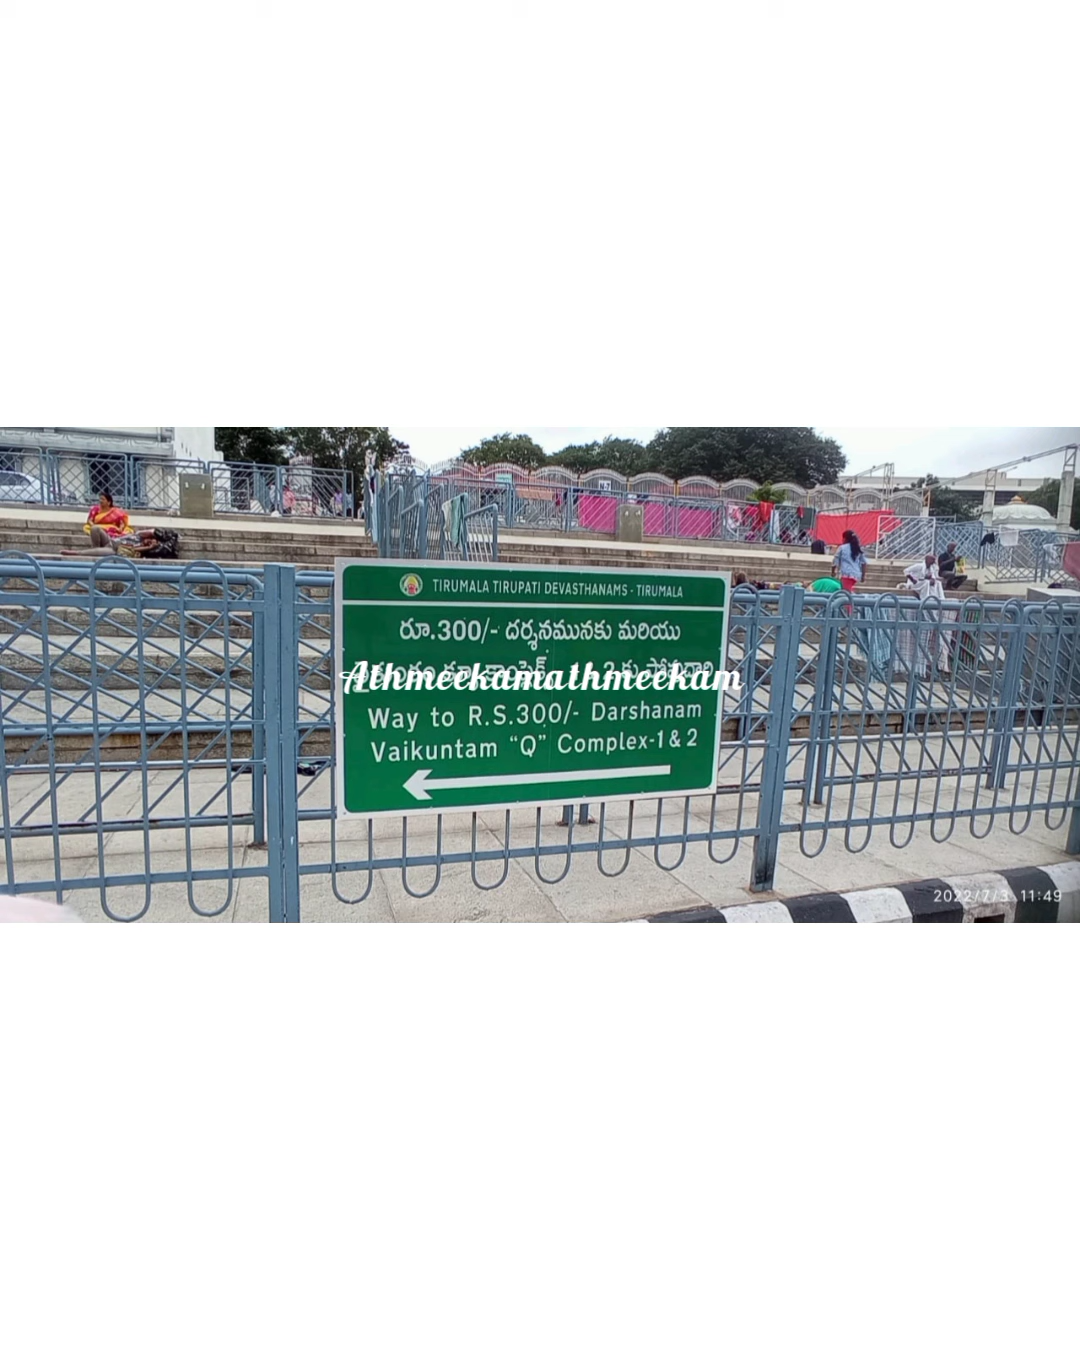 N-7
TIRUMALA TIRUPATI DEVASTHANAMS - TIRUMALA
రూ.300/- దర్శనమునకు మరియు
Athmeekamathmeekam
Way to R.S.300/- Darshanam
Vaikuntam “Q” Complex-1 & 2
2022/7/3 11:49